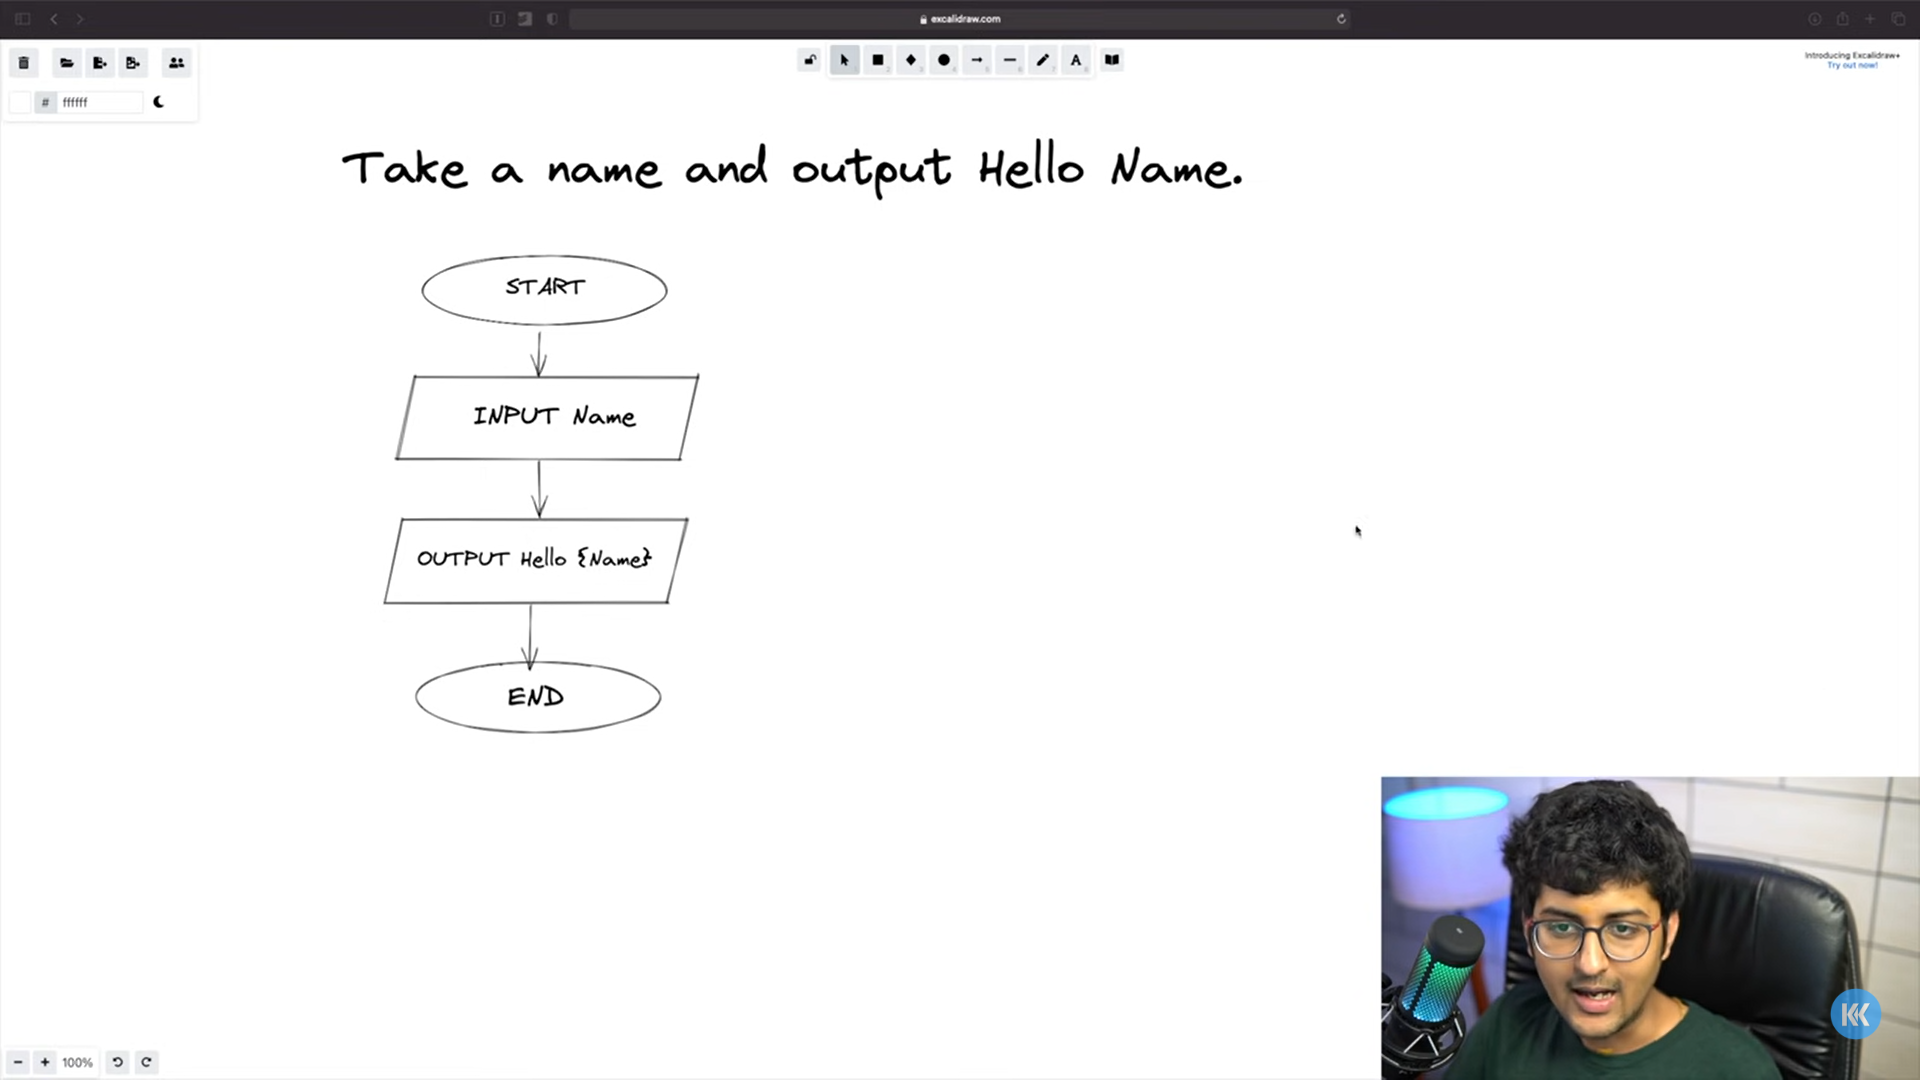 excalidraw.com
Introducing Excalidraw+
Try out now!
# ffffff
A
Take a name and output Hello Name.
START
INPUT Name
OUTPUT Hello {Name}
END
KK
100%